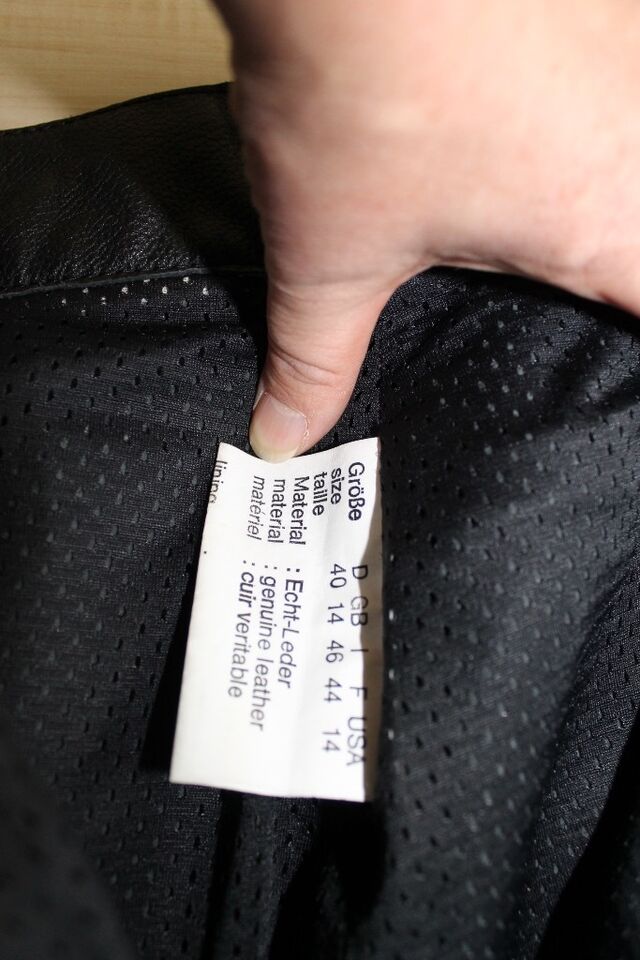 Größe D GB I F USA
size 40 14 46 44 14
taille
Material : Echt-Leder
material : genuine leather
matériel : cuir veritable
lining